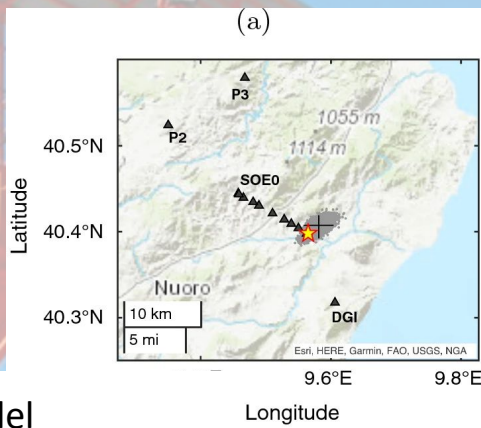 (a)
P3
1055 m
P2
1114 m
40.5°N
SOE0
Latitude
40.4°N
Nuoro
10 km
40.3°N
DGI
5 mi
Esri, HERE, Garmin, FAO, USGS, NGA
9.6°E
9.8°E
del
Longitude